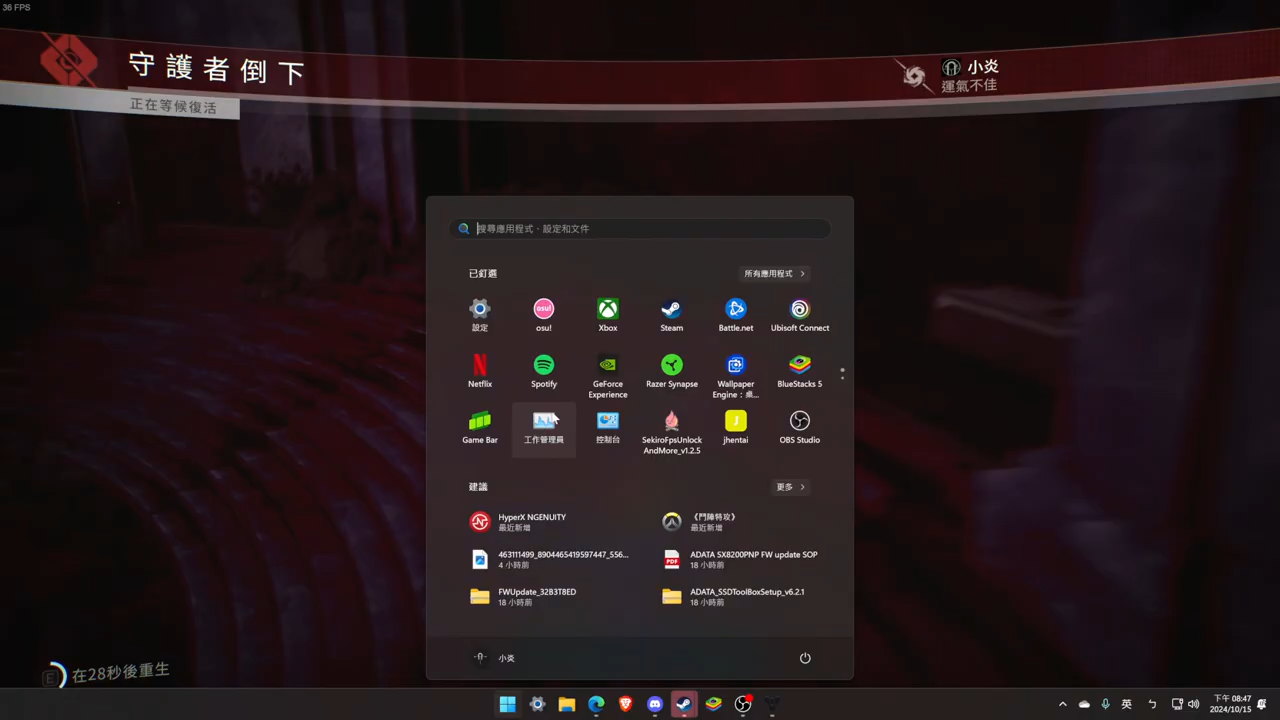 36 FPS
守護者倒下
正在等候復活
小炎
運氣不佳
搜尋應用程式、設定和文件
已釘選
所有應用程式
設定
osu!
osu!
Xbox
Steam
Battle.net
Ubisoft Connect
Netflix
Spotify
GeForce
Experience
Razer Synapse
Wallpaper
Engine：桌...
BlueStacks 5
Game Bar
工作管理員
控制台
SekiroFpsUnlock
AndMore_v1.2.5
J
jhentai
OBS Studio
建議
更多
HyperX NGENUITY
最近新增
《鬥陣特攻》
最近新增
463111499_8904465419597447_556...
4 小時前
PDF
ADATA SX8200PNP FW update SOP
18 小時前
FWUpdate_32B3T8ED
18 小時前
ADATA_SSDToolBoxSetup_v6.2.1
18 小時前
小炎
E
在28秒後重生
英
ㄅ
下午 08:47
2024/10/15